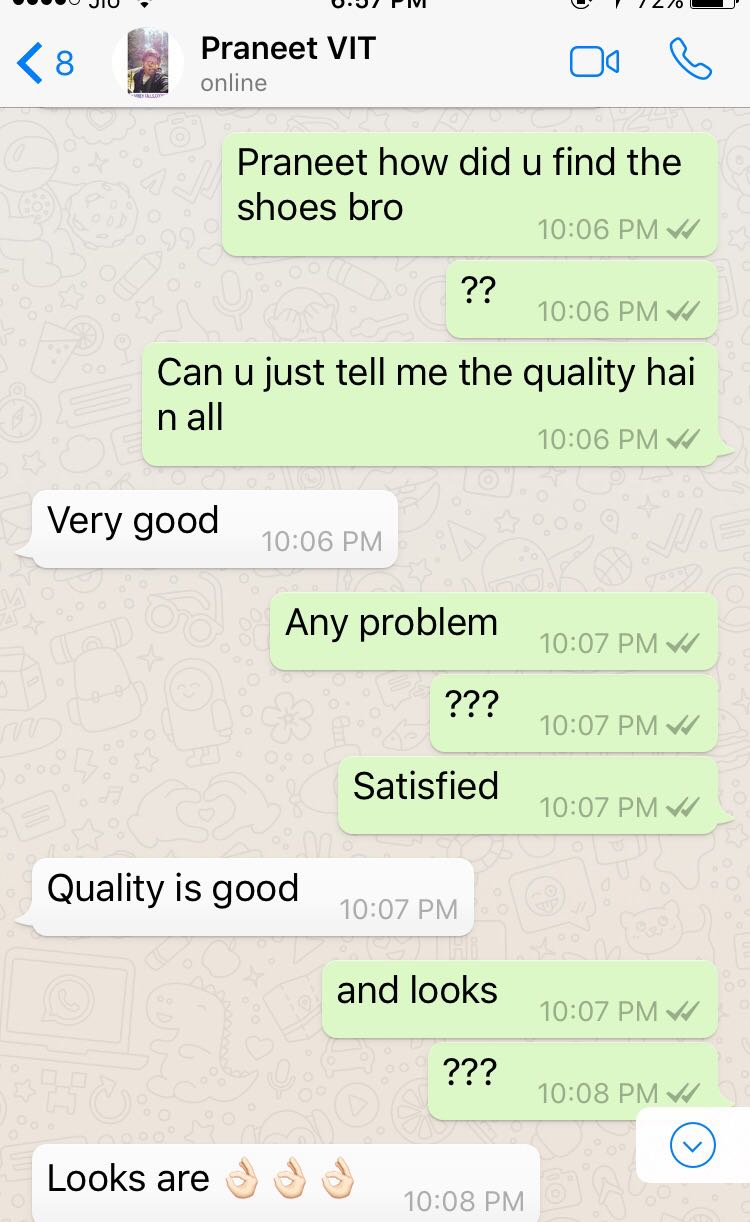 Jio 6:57 PM 72%
8 Praneet VIT
online
Praneet how did u find the
shoes bro
10:06 PM
??
10:06 PM
Can u just tell me the quality hai
n all
10:06 PM
Very good
10:06 PM
Any problem
10:07 PM
???
10:07 PM
Satisfied
10:07 PM
Quality is good
10:07 PM
and looks
10:07 PM
???
10:08 PM
Looks are 👌🏻👌🏻👌🏻
10:08 PM